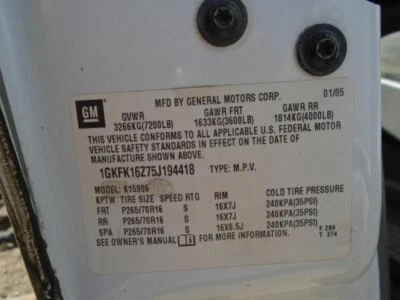 MFD BY GENERAL MOTORS CORP. 01/05
GM GVWR GAWR FRT GAWR RR
3266KG(7200LB) 1633KG(3600LB) 1814KG(4000LB)
THIS VEHICLE CONFORMS TO ALL APPLICABLE U.S. FEDERAL MOTOR
VEHICLE SAFETY STANDARDS IN EFFECT ON THE DATE OF
MANUFACTURE SHOWN ABOVE.
1GKFK16Z75J194418 TYPE: M.P.V.
MODEL: K15906
KPTW TIRE SIZE SPEED RTG RIM COLD TIRE PRESSURE
FRT P265/70R16 S 16X7J 240KPA(35PSI)
RR P265/70R16 S 16X7J 240KPA(35PSI)
SPA P265/70R16 S 16X6.5J 240KPA(35PSI)
SEE OWNER'S MANUAL FOR MORE INFORMATION. F 260
T 274